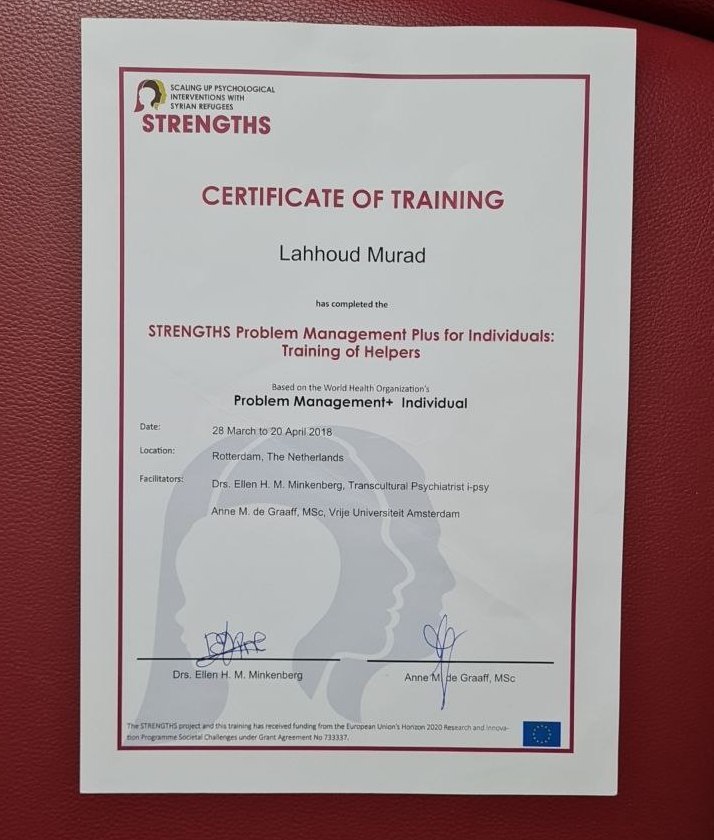 SCALING UP PSYCHOLOGICAL
INTERVENTIONS WITH
SYRIAN REFUGEES
STRENGTHS
CERTIFICATE OF TRAINING
Lahhoud Murad
has completed the
STRENGTHS Problem Management Plus for Individuals:
Training of Helpers
Based on the World Health Organization's
Problem Management+ Individual
Date: 28 March to 20 April 2018
Location: Rotterdam, The Netherlands
Facilitators: Drs. Ellen H. M. Minkenberg, Transcultural Psychiatrist i-psy
Anne M. de Graaff, MSc, Vrije Universiteit Amsterdam
Drs. Ellen H. M. Minkenberg Anne M. de Graaff, MSc
The STRENGTHS project and this training has received funding from the European Union's Horizon 2020 Research and Innova-
tion Programme Societal Challenges under Grant Agreement No 733337.